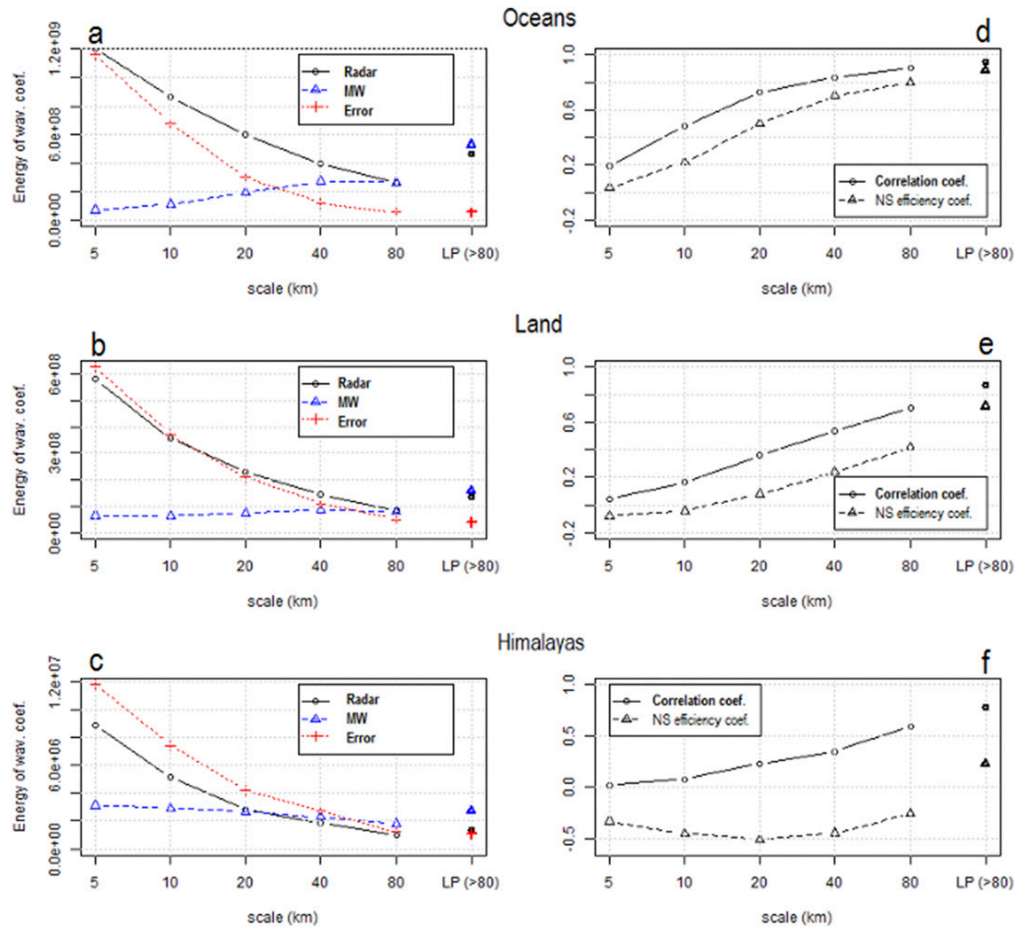 Oceans
a
Energy of wav. coef.
0.0e+00 6.0e+08 1.2e+09
Radar
MW
Error
5 10 20 40 80 LP (>80)
scale (km)
d
-0.2 0.2 0.6 1.0
Correlation coef.
NS efficiency coef.
5 10 20 40 80 LP (>80)
scale (km)
Land
b
Energy of wav. coef.
0e+00 3e+08 6e+08
Radar
MW
Error
5 10 20 40 80 LP (>80)
scale (km)
e
-0.2 0.2 0.6 1.0
Correlation coef.
NS efficiency coef.
5 10 20 40 80 LP (>80)
scale (km)
Himalayas
c
Energy of wav. coef.
0.0e+00 6.0e+06 1.2e+07
Radar
MW
Error
5 10 20 40 80 LP (>80)
scale (km)
f
-0.5 0.0 0.5 1.0
Correlation coef.
NS efficiency coef.
5 10 20 40 80 LP (>80)
scale (km)